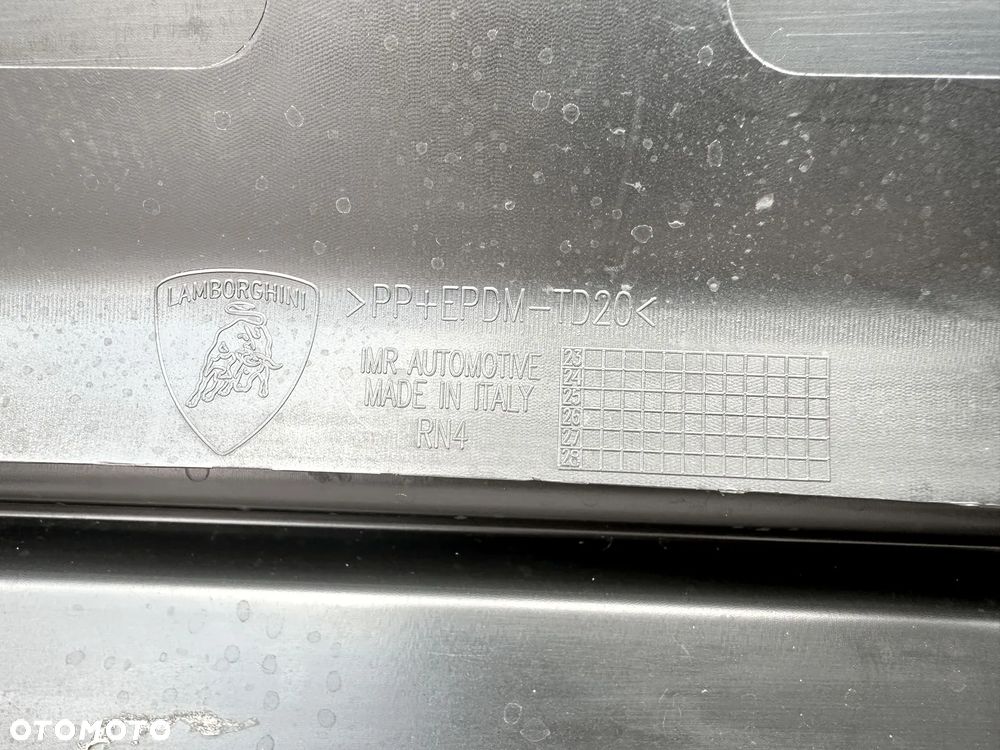 LAMBORGHINI
>PP+EPDM-TD20<
IMR AUTOMOTIVE
MADE IN ITALY
RN4
23
24
25
26
27
28
OTOMOTO